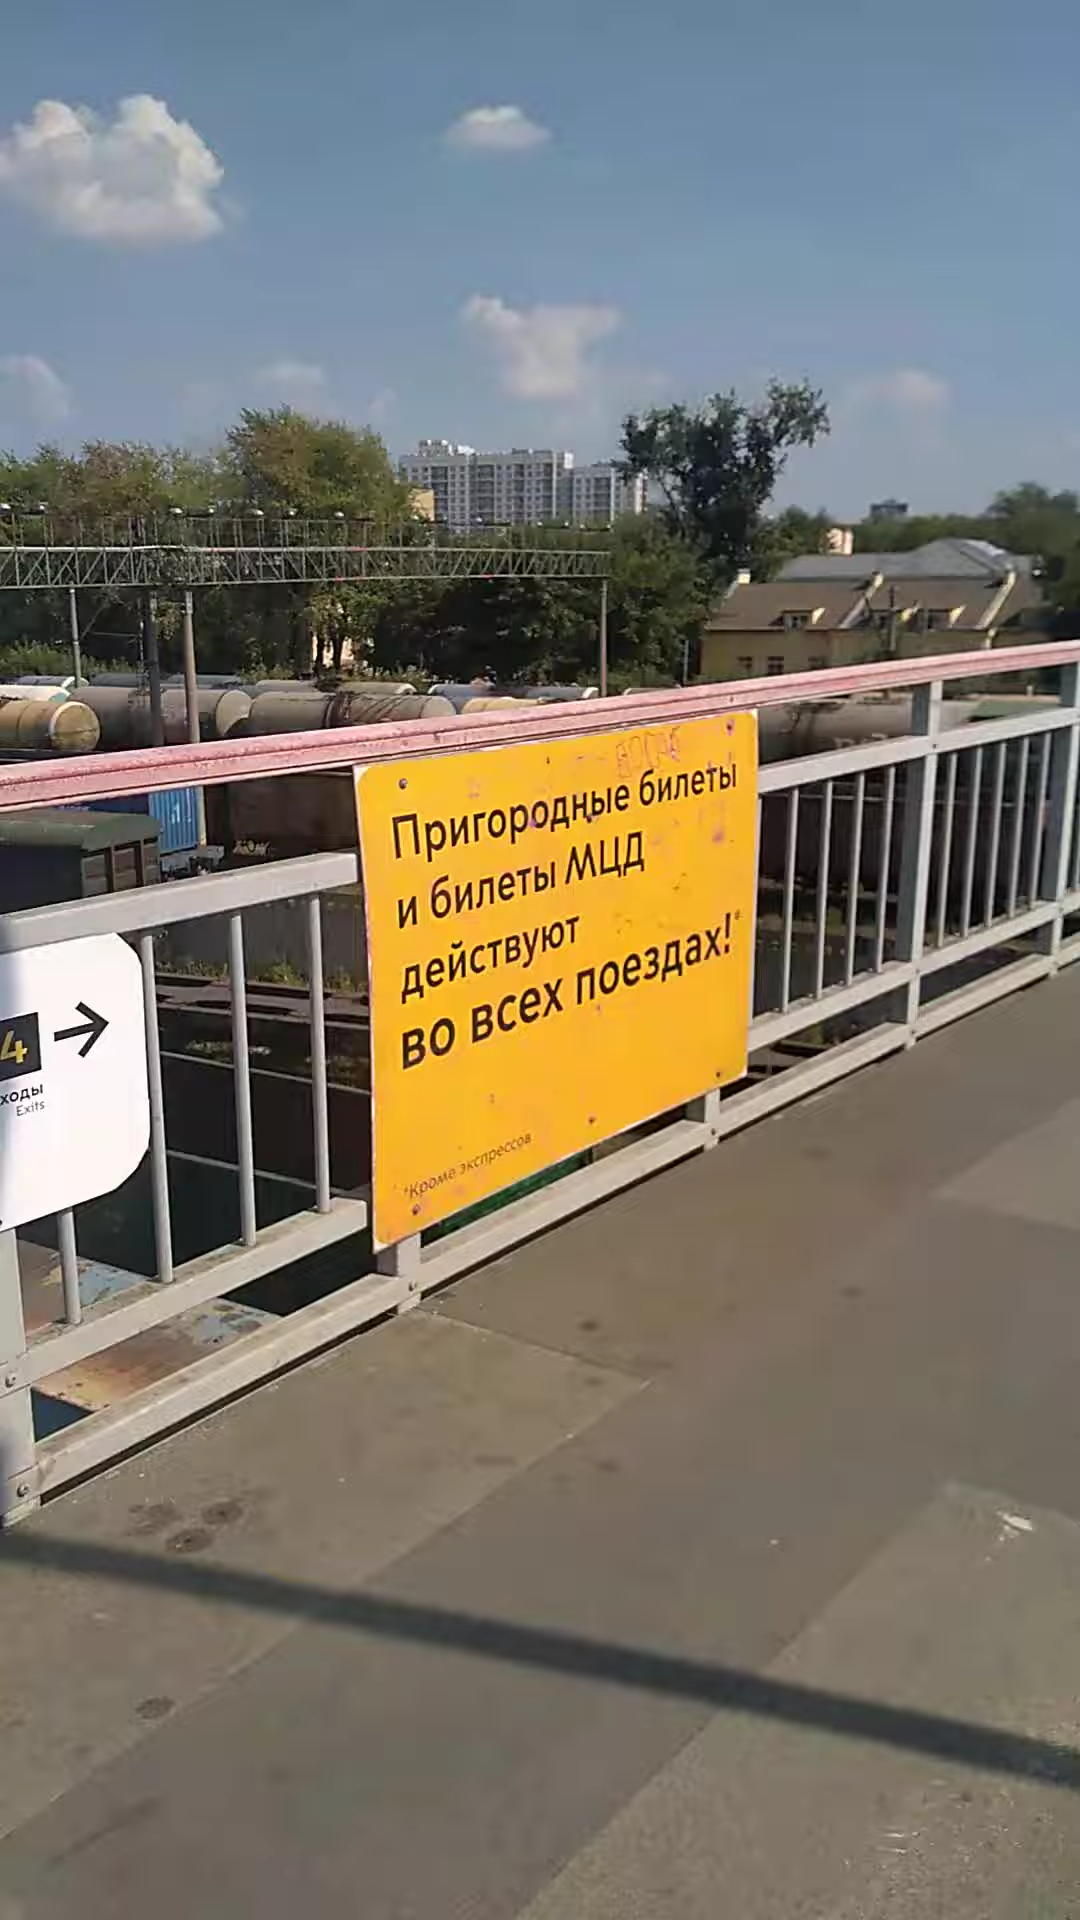 Пригородные билеты
и билеты МЦД
действуют
во всех поездах!*
*Кроме экспрессов
4 →
ходы
Exits